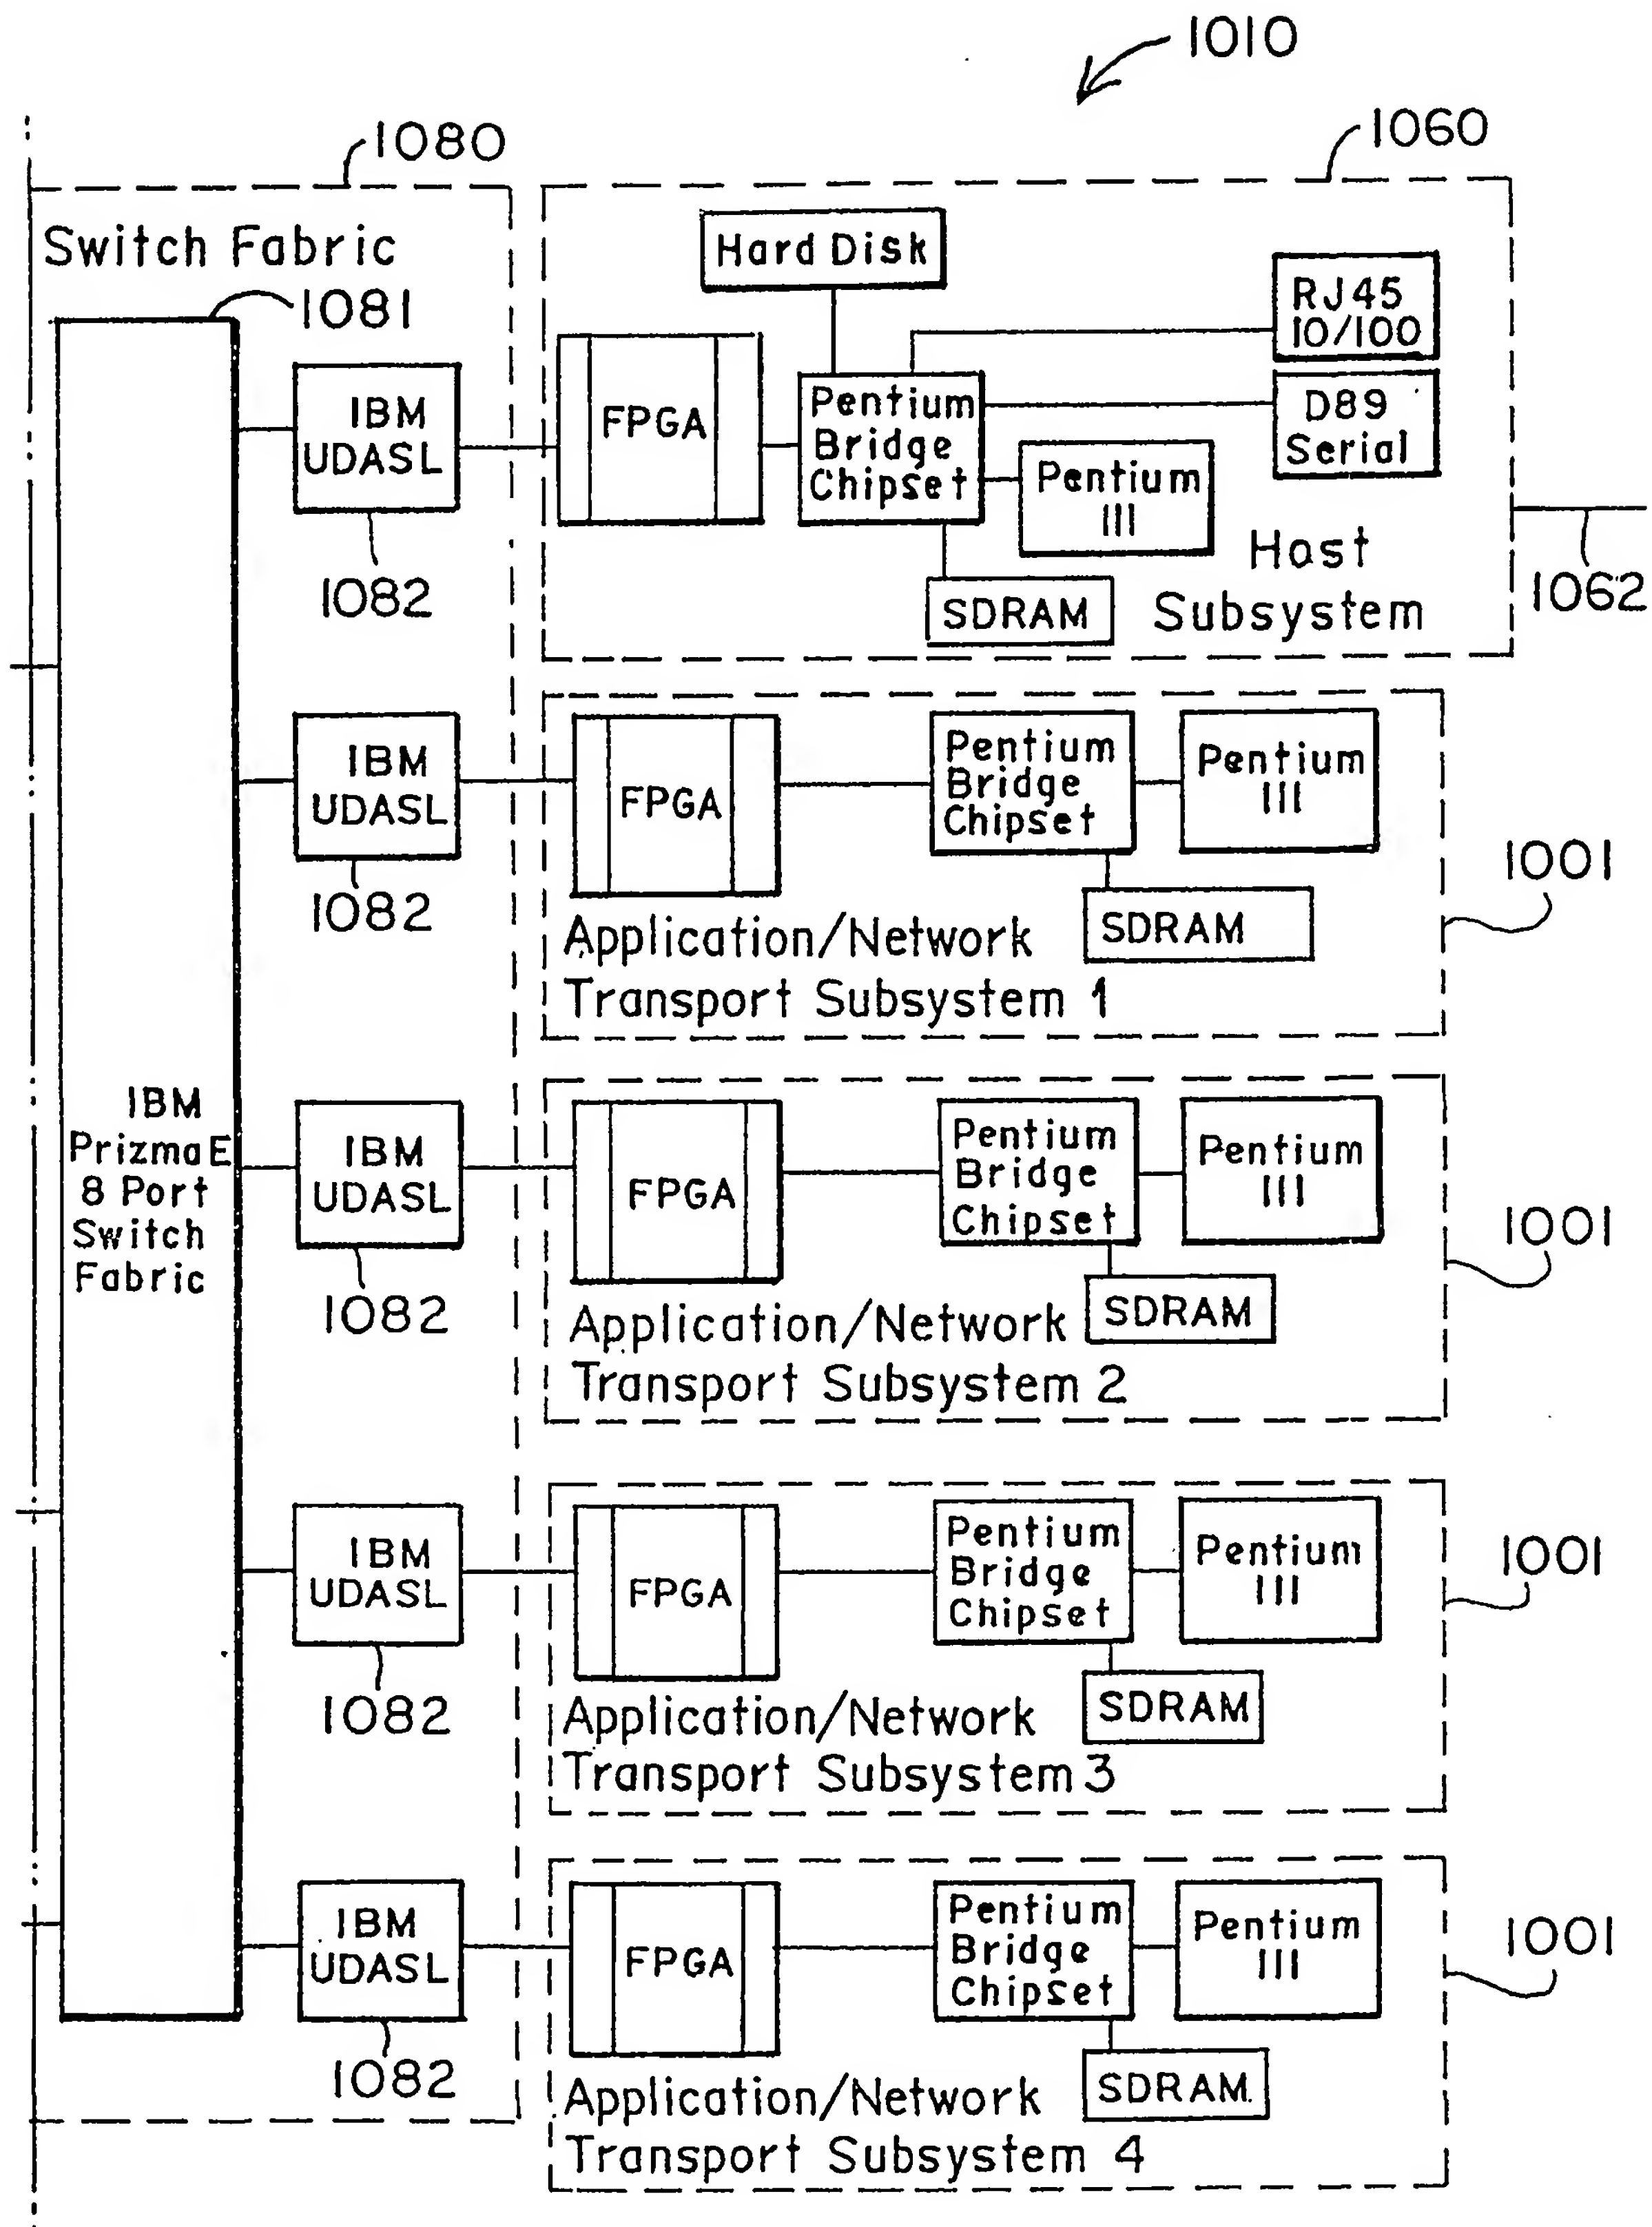 1010
1080
1060
Switch Fabric
1081
Hard Disk
RJ45
10/100
IBM
UDASL
FPGA
Pentium
Bridge
Chipset
D89
Serial
Pentium
III
Host
Subsystem
SDRAM
1082
1062
IBM
UDASL
FPGA
Pentium
Bridge
Chipset
Pentium
III
1082
SDRAM
1001
Application/Network
Transport Subsystem 1
IBM
PrizmaE
8 Port
Switch
Fabric
IBM
UDASL
FPGA
Pentium
Bridge
Chipset
Pentium
III
1082
SDRAM
1001
Application/Network
Transport Subsystem 2
IBM
UDASL
FPGA
Pentium
Bridge
Chipset
Pentium
III
1082
SDRAM
1001
Application/Network
Transport Subsystem 3
IBM
UDASL
FPGA
Pentium
Bridge
Chipset
Pentium
III
1082
SDRAM
1001
Application/Network
Transport Subsystem 4